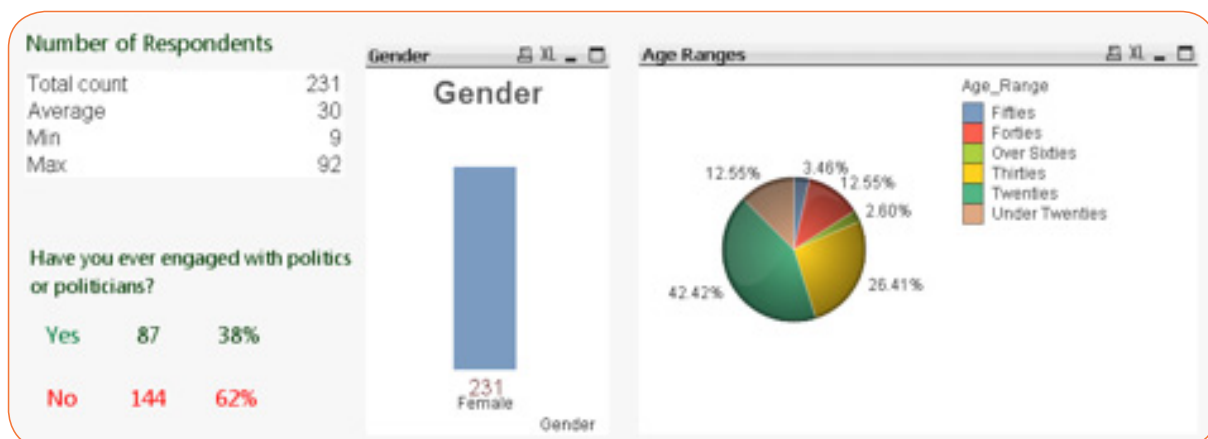 Number of Respondents
Total count 231
Average 30
Min 9
Max 92
Have you ever engaged with politics
or politicians?
Yes 87 38%
No 144 62%
Gender XL
Gender
231
Female
Gender
Age Ranges XL
Age_Range
Fifties
Forties
Over Sixties
Thirties
Twenties
Under Twenties
12.55%
3.46%
12.55%
2.60%
26.41%
42.42%